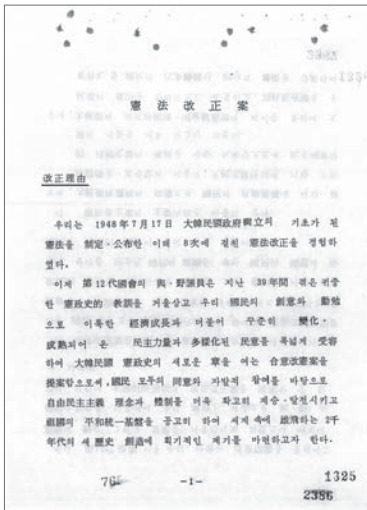 憲法改正案
改正理由
우리는 1948年 7月 17日 大韓民國政府樹立의 기초가 된
憲法을 制定·公布한 이래 8次에 걸친 憲法改正을 경험하
였다.
이제 第12代國會의 與·野議員은 지난 39年間 겪은 귀중
한 憲政史的 敎訓을 거울삼고 우리 國民의 創意와 勤勉
으로 이룩한 經濟成長과 더불어 꾸준히 變化·
成熟되어 온 民主力量과 多樣化된 民意를 폭넓게 受容
하여 大韓民國 憲政史의 새로운 章을 여는 合意改憲案을
提案함으로써, 國民 모두의 同意와 자발적 참여를 바탕으로
自由民主主義 理念과 體制를 더욱 확고히 계승·발전시키고
祖國의 平和統一基盤을 공고히 하여 세계 속에 雄飛하는 2千
年代의 새 歷史 創造에 획기적인 계기를 마련하고자 한다.
-1-
1325
2386